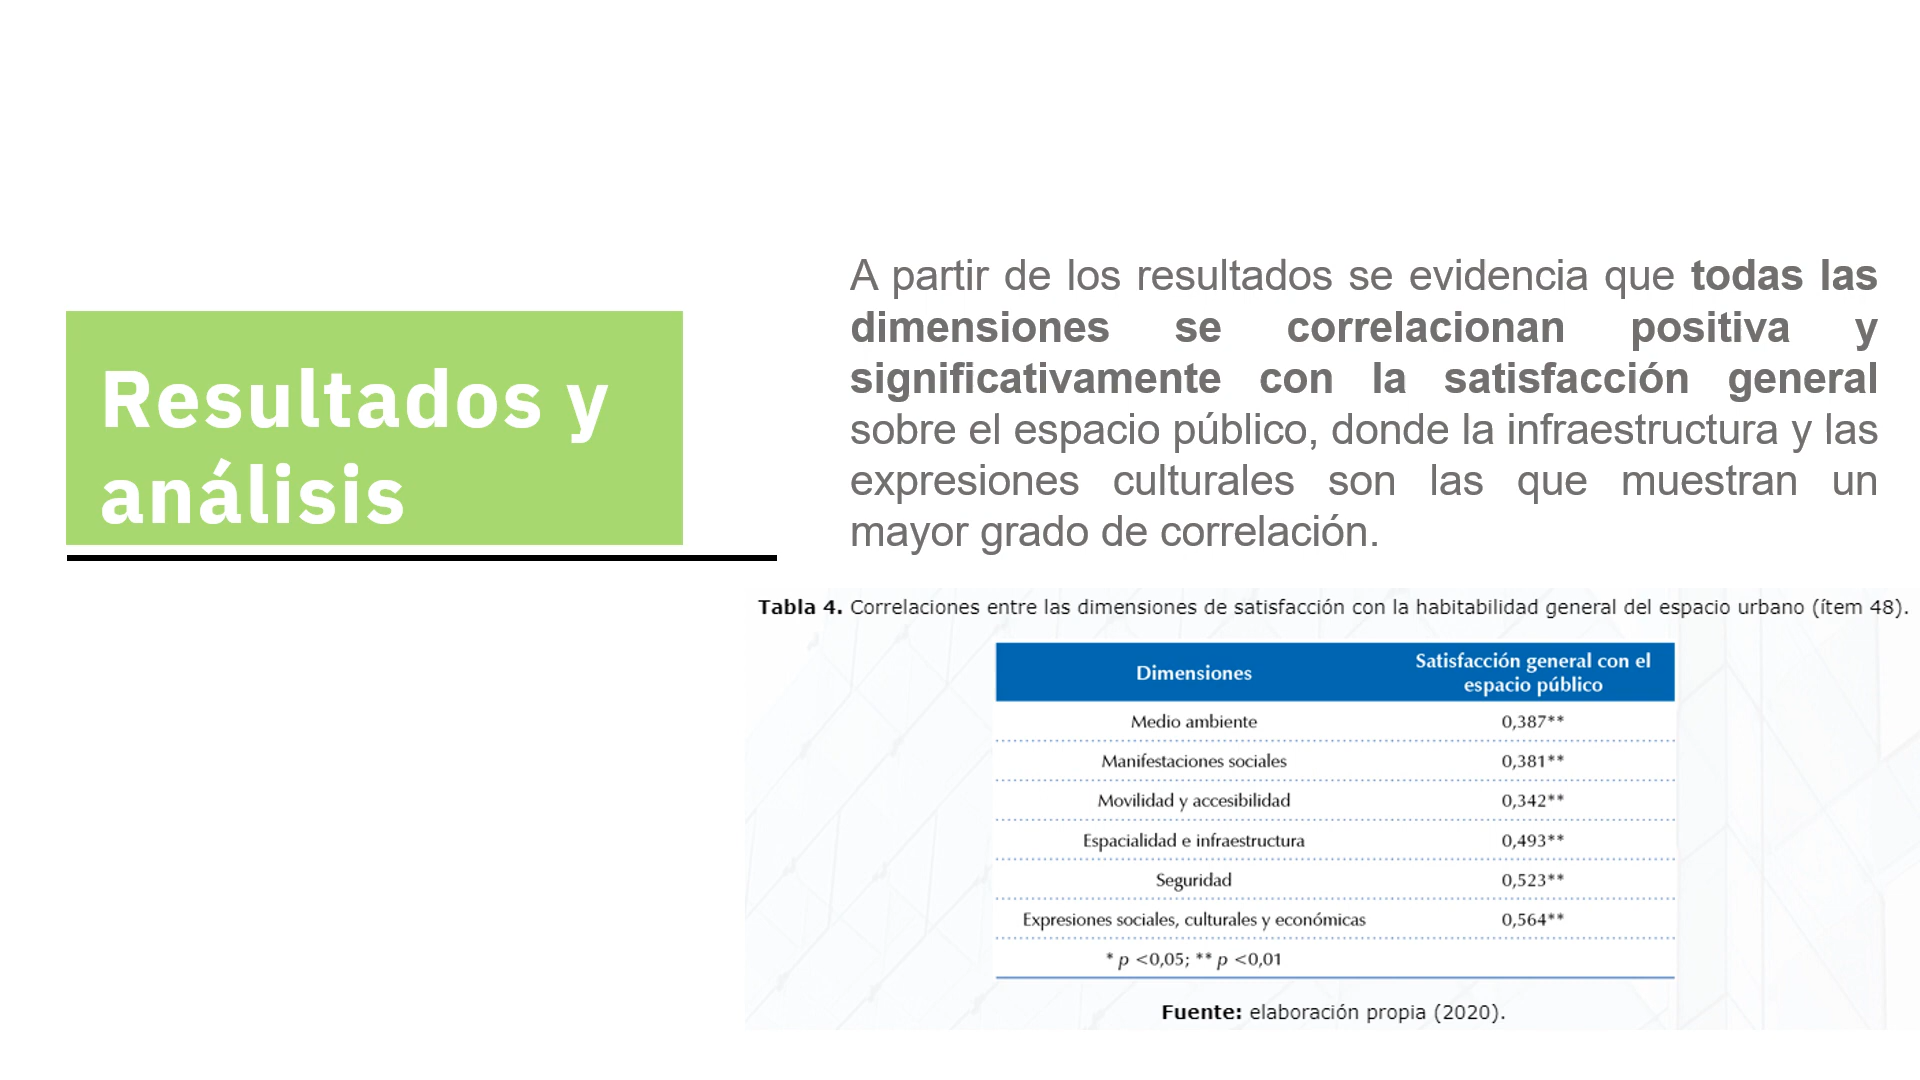 Resultados y
análisis
A partir de los resultados se evidencia que todas las
dimensiones se correlacionan positiva y
significativamente con la satisfacción general
sobre el espacio público, donde la infraestructura y las
expresiones culturales son las que muestran un
mayor grado de correlación.
Tabla 4. Correlaciones entre las dimensiones de satisfacción con la habitabilidad general del espacio urbano (ítem 48).
Dimensiones
Satisfacción general con el
espacio público
Medio ambiente 0,387**
Manifestaciones sociales 0,381**
Movilidad y accesibilidad 0,342**
Espacialidad e infraestructura 0,493**
Seguridad 0,523**
Expresiones sociales, culturales y económicas 0,564**
* p <0,05; ** p <0,01
Fuente: elaboración propia (2020).